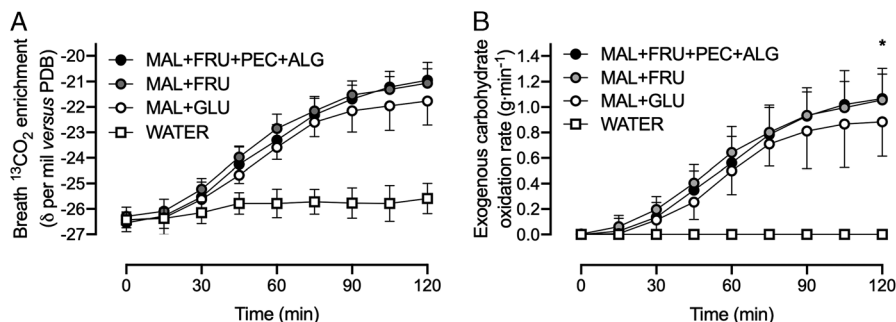 A
Breath ¹³CO₂ enrichment
(δ per mil versus PDB)
-20
-21
-22
-23
-24
-25
-26
-27
MAL+FRU+PEC+ALG
MAL+FRU
MAL+GLU
WATER
0
30
60
90
120
Time (min)
B
Exogenous carbohydrate
oxidation rate (g·min⁻¹)
1.4
1.2
1.0
0.8
0.6
0.4
0.2
0.0
MAL+FRU+PEC+ALG
MAL+FRU
MAL+GLU
WATER
*
0
30
60
90
120
Time (min)